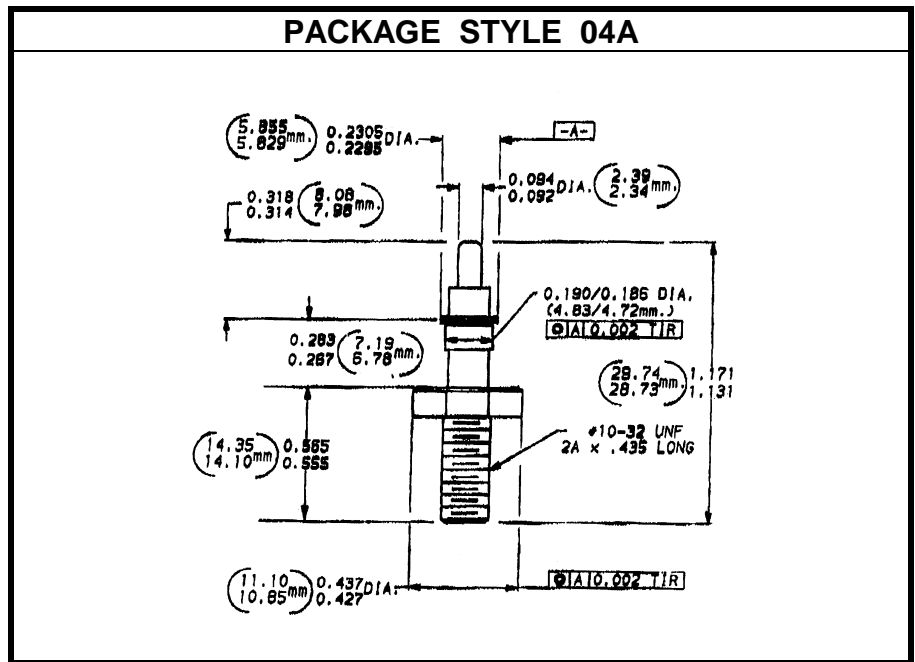 PACKAGE STYLE 04A
5.855
5.829 mm.
0.2305
0.2285 DIA.
-A-
0.094
0.092 DIA.
2.39
2.34 mm.
0.318
0.314
8.08
7.98 mm.
0.190/0.186 DIA.
(4.83/4.72mm.)
◎ A 0.002 TIR
0.283
0.267
7.19
6.78 mm.
29.74
28.73 mm.
1.171
1.131
#10-32 UNF
2A x .435 LONG
14.35
14.10 mm
0.565
0.555
11.10
10.85 mm
0.437
0.427 DIA.
◎ A 0.002 TIR